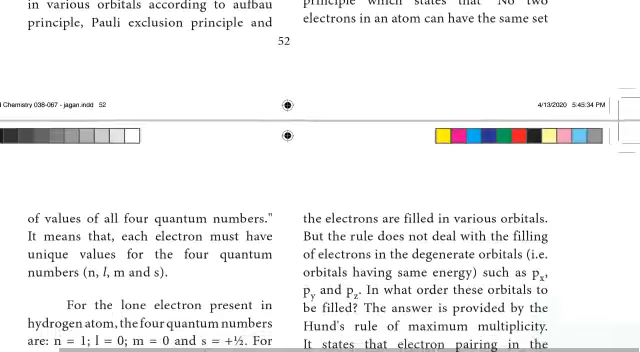 in various orbitals according to aufbau
principle, Pauli exclusion principle and
principle which states that "No two
electrons in an atom can have the same set
52
Chemistry 038-067 - jagan.indd 52
4/13/2020 5:45:34 PM
of values of all four quantum numbers."
It means that, each electron must have
unique values for the four quantum
numbers (n, l, m and s).
For the lone electron present in
hydrogen atom, the four quantum numbers
are: n = 1; l = 0; m = 0 and s = +½. For
the electrons are filled in various orbitals.
But the rule does not deal with the filling
of electrons in the degenerate orbitals (i.e.
orbitals having same energy) such as pₓ,
p_y and p_z. In what order these orbitals to
be filled? The answer is provided by the
Hund's rule of maximum multiplicity.
It states that electron pairing in the